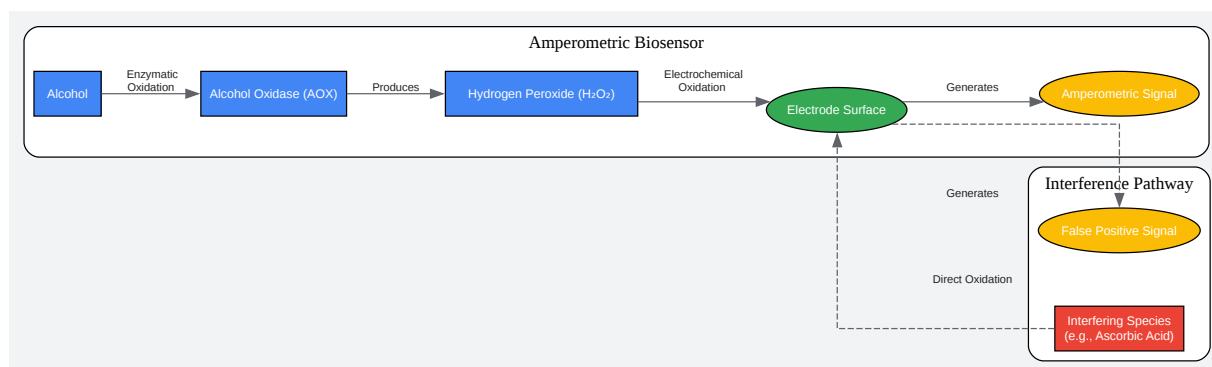 Amperometric Biosensor
Alcohol
Enzymatic
Oxidation
Alcohol Oxidase (AOX)
Produces
Hydrogen Peroxide (H₂O₂)
Electrochemical
Oxidation
Electrode Surface
Generates
Amperometric Signal
Interference Pathway
Generates
False Positive Signal
Direct Oxidation
Interfering Species
(e.g., Ascorbic Acid)